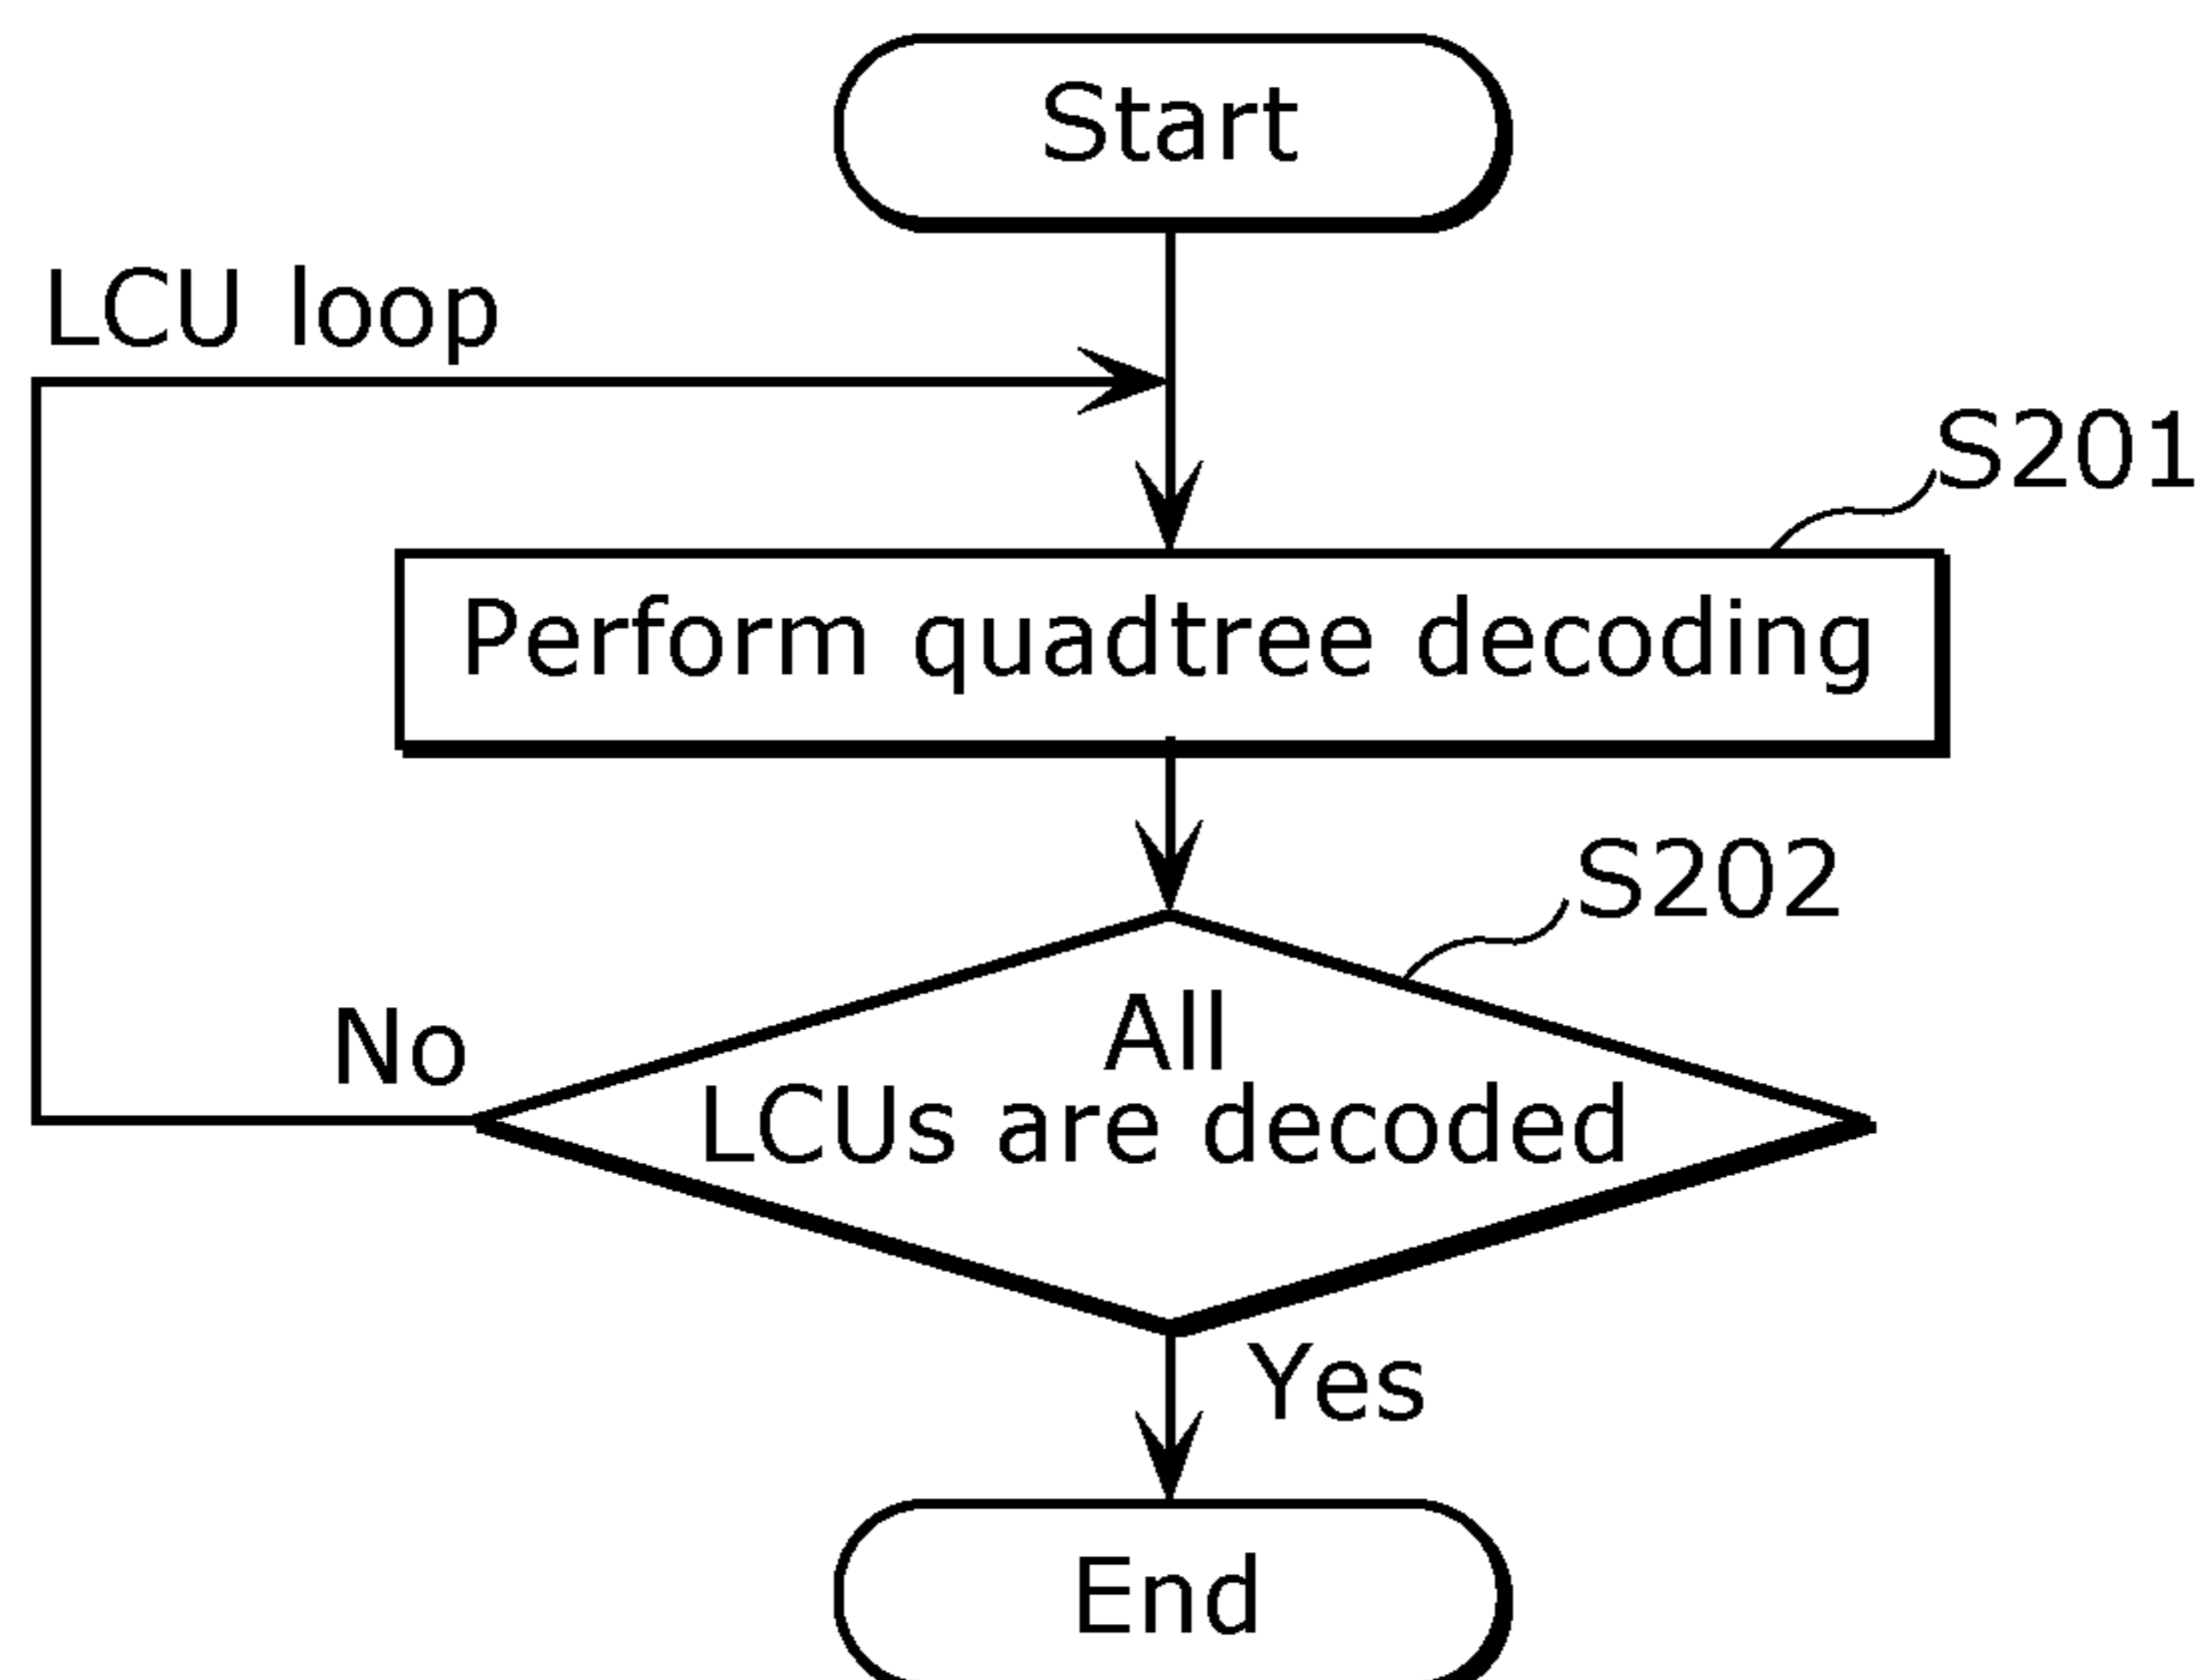 Start
LCU loop
S201
Perform quadtree decoding
S202
No
All
LCUs are decoded
Yes
End